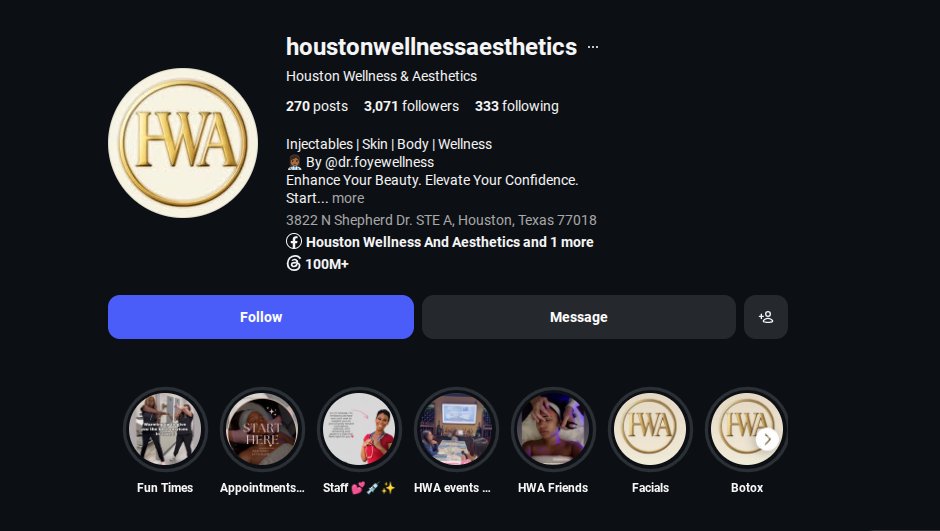 houstonwellnessaesthetics ...
Houston Wellness & Aesthetics
270 posts 3,071 followers 333 following
HWA
Injectables | Skin | Body | Wellness
👩🏾‍⚕️ By @dr.foyewellness
Enhance Your Beauty. Elevate Your Confidence.
Start... more
3822 N Shepherd Dr. STE A, Houston, Texas 77018
Houston Wellness And Aesthetics and 1 more
100M+
Follow Message
START
HERE
HWA HWA
Fun Times Appointments... Staff 💕💉✨ HWA events ... HWA Friends Facials Botox